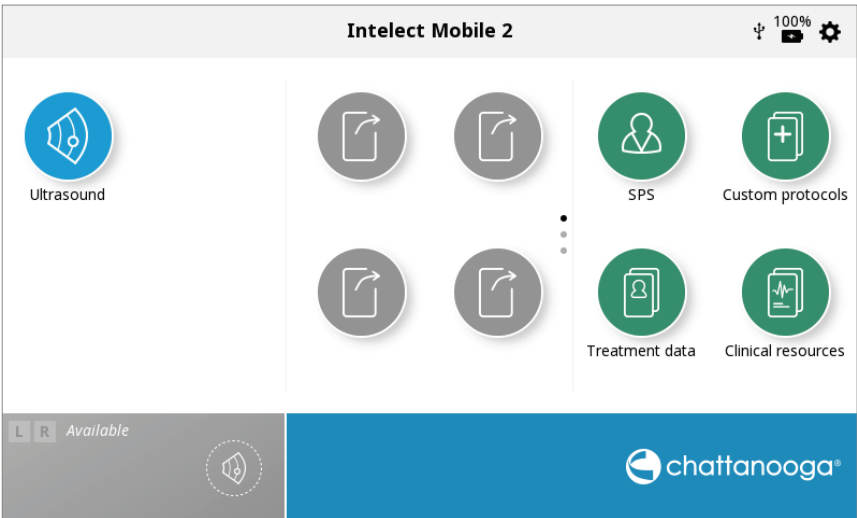 Intelect Mobile 2
100%
Ultrasound
SPS
Custom protocols
Treatment data
Clinical resources
L R Available
chattanooga®